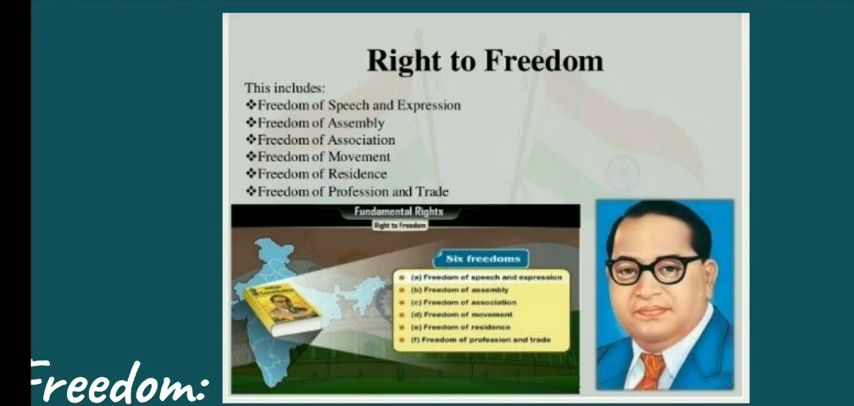 Right to Freedom
This includes:
❖Freedom of Speech and Expression
❖Freedom of Assembly
❖Freedom of Association
❖Freedom of Movement
❖Freedom of Residence
❖Freedom of Profession and Trade
Fundamental Rights
Right to Freedom
Six freedoms
(a) Freedom of speech and expression
(b) Freedom of assembly
(c) Freedom of association
(d) Freedom of movement
(e) Freedom of residence
(f) Freedom of profession and trade
Freedom: